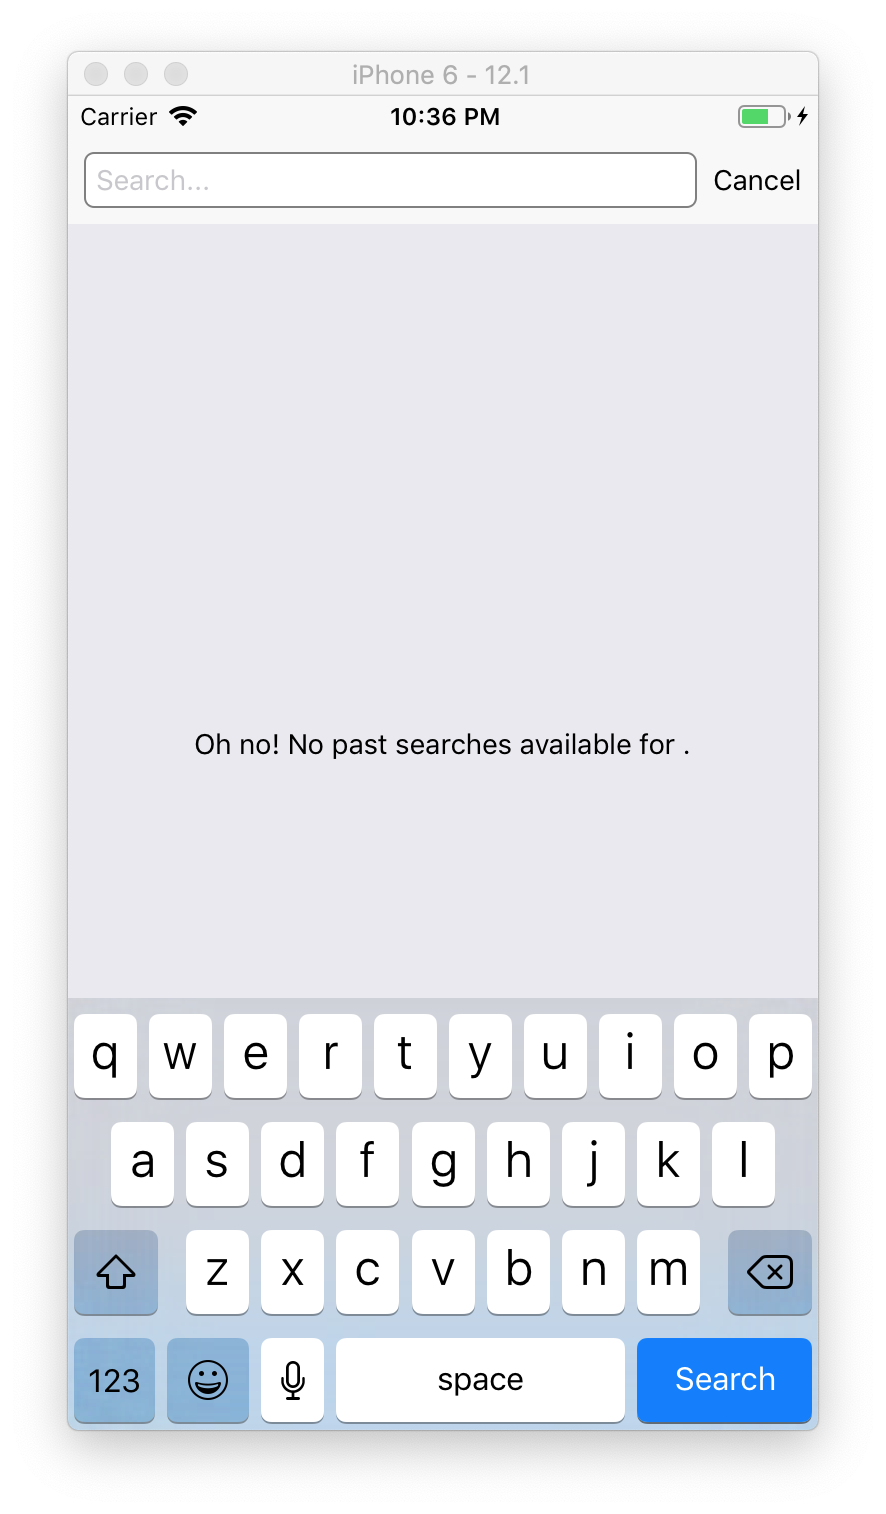 iPhone 6 - 12.1
Carrier 10:36 PM
Search... Cancel
Oh no! No past searches available for .
q w e r t y u i o p
a s d f g h j k l
z x c v b n m
123 space Search